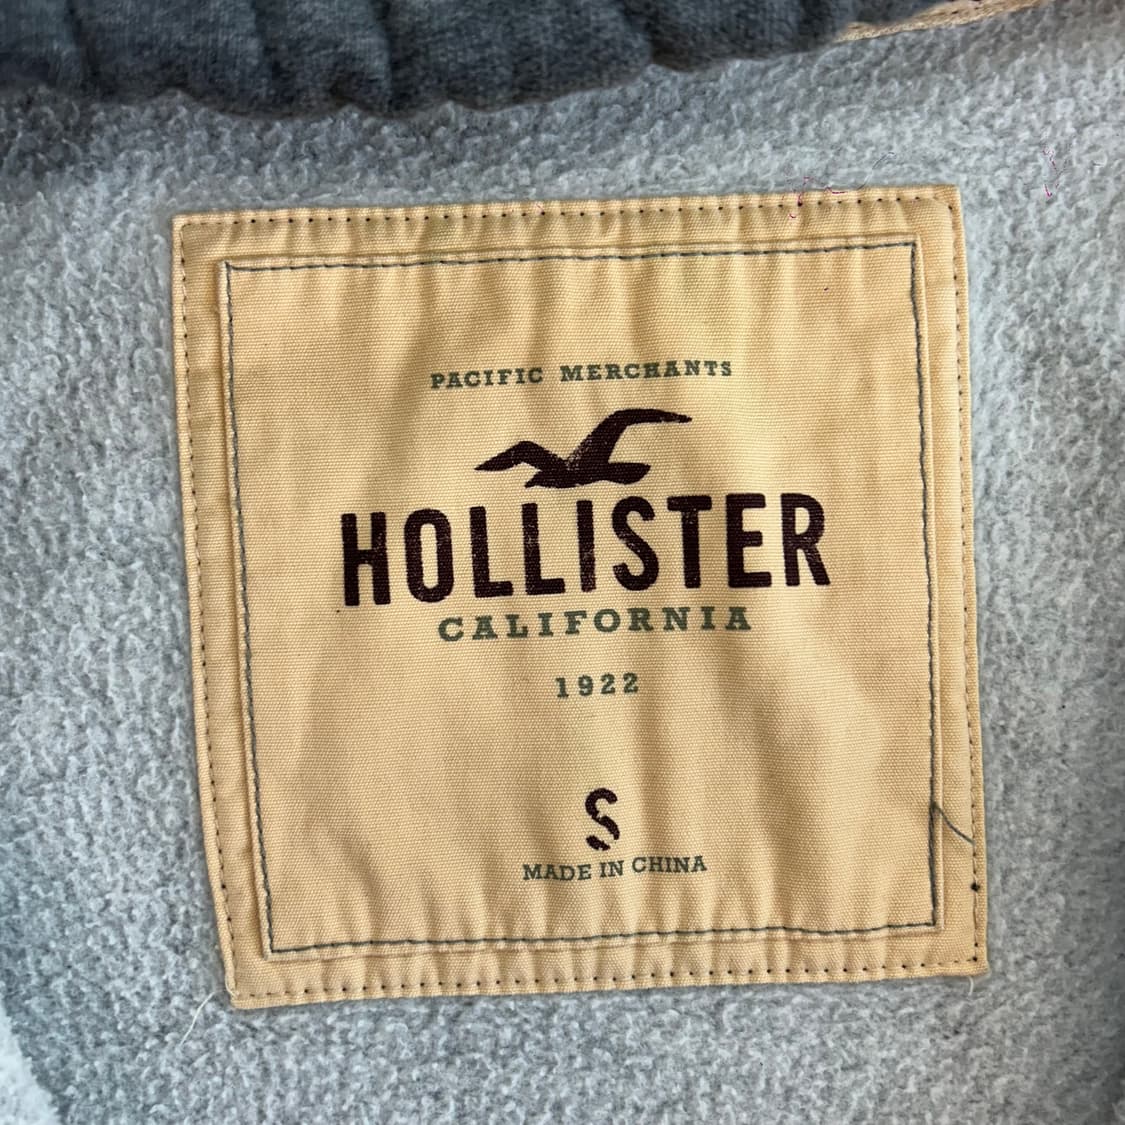 PACIFIC MERCHANTS
HOLLISTER
CALIFORNIA
1922
S
MADE IN CHINA